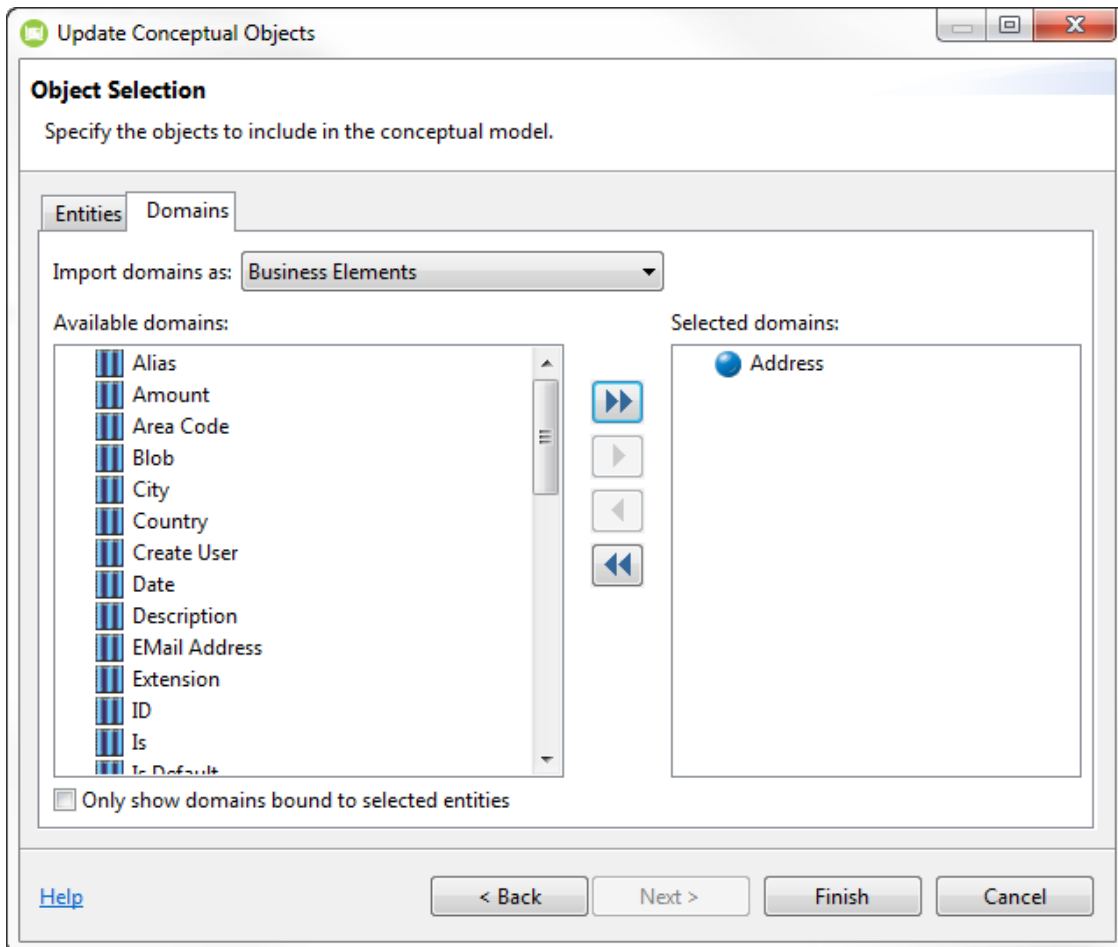 Update Conceptual Objects
Object Selection
Specify the objects to include in the conceptual model.
Entities Domains
Import domains as: Business Elements
Available domains: Selected domains:
Alias Address
Amount
Area Code
Blob
City
Country
Create User
Date
Description
EMail Address
Extension
ID
Is
Is Default
Only show domains bound to selected entities
Help < Back Next > Finish Cancel